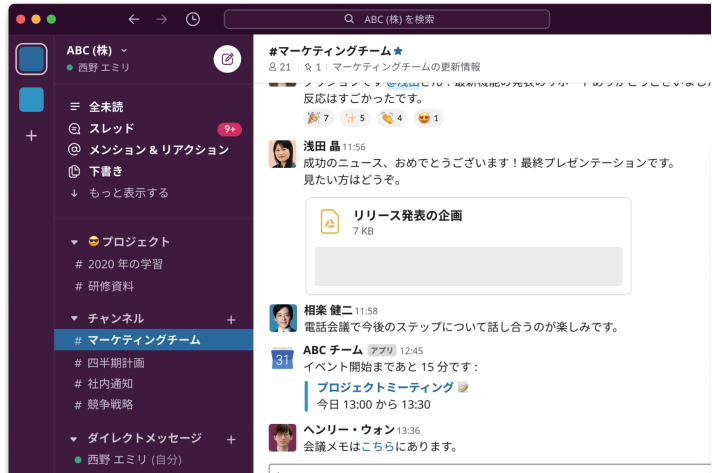 ABC (株) を検索
ABC (株)
西野 エミリ
全未読
スレッド
9+
メンション & リアクション
下書き
もっと表示する
プロジェクト
# 2020 年の学習
# 研修資料
チャンネル
# マーケティングチーム
# 四半期計画
# 社内通知
# 競争戦略
ダイレクトメッセージ
西野 エミリ (自分)
#マーケティングチーム
21 1 マーケティングチームの更新情報
反応はすごかったです。
7 5 4 1
浅田 晶 11:56
成功のニュース、おめでとうございます！最終プレゼンテーションです。
見たい方はどうぞ。
リリース発表の企画
7 KB
相楽 健二 11:58
電話会議で今後のステップについて話し合うのが楽しみです。
31
ABC チーム アプリ 12:45
イベント開始まであと 15 分です :
プロジェクトミーティング
今日 13:00 から 13:30
ヘンリー・ウォン 13:36
会議メモはこちらにあります。